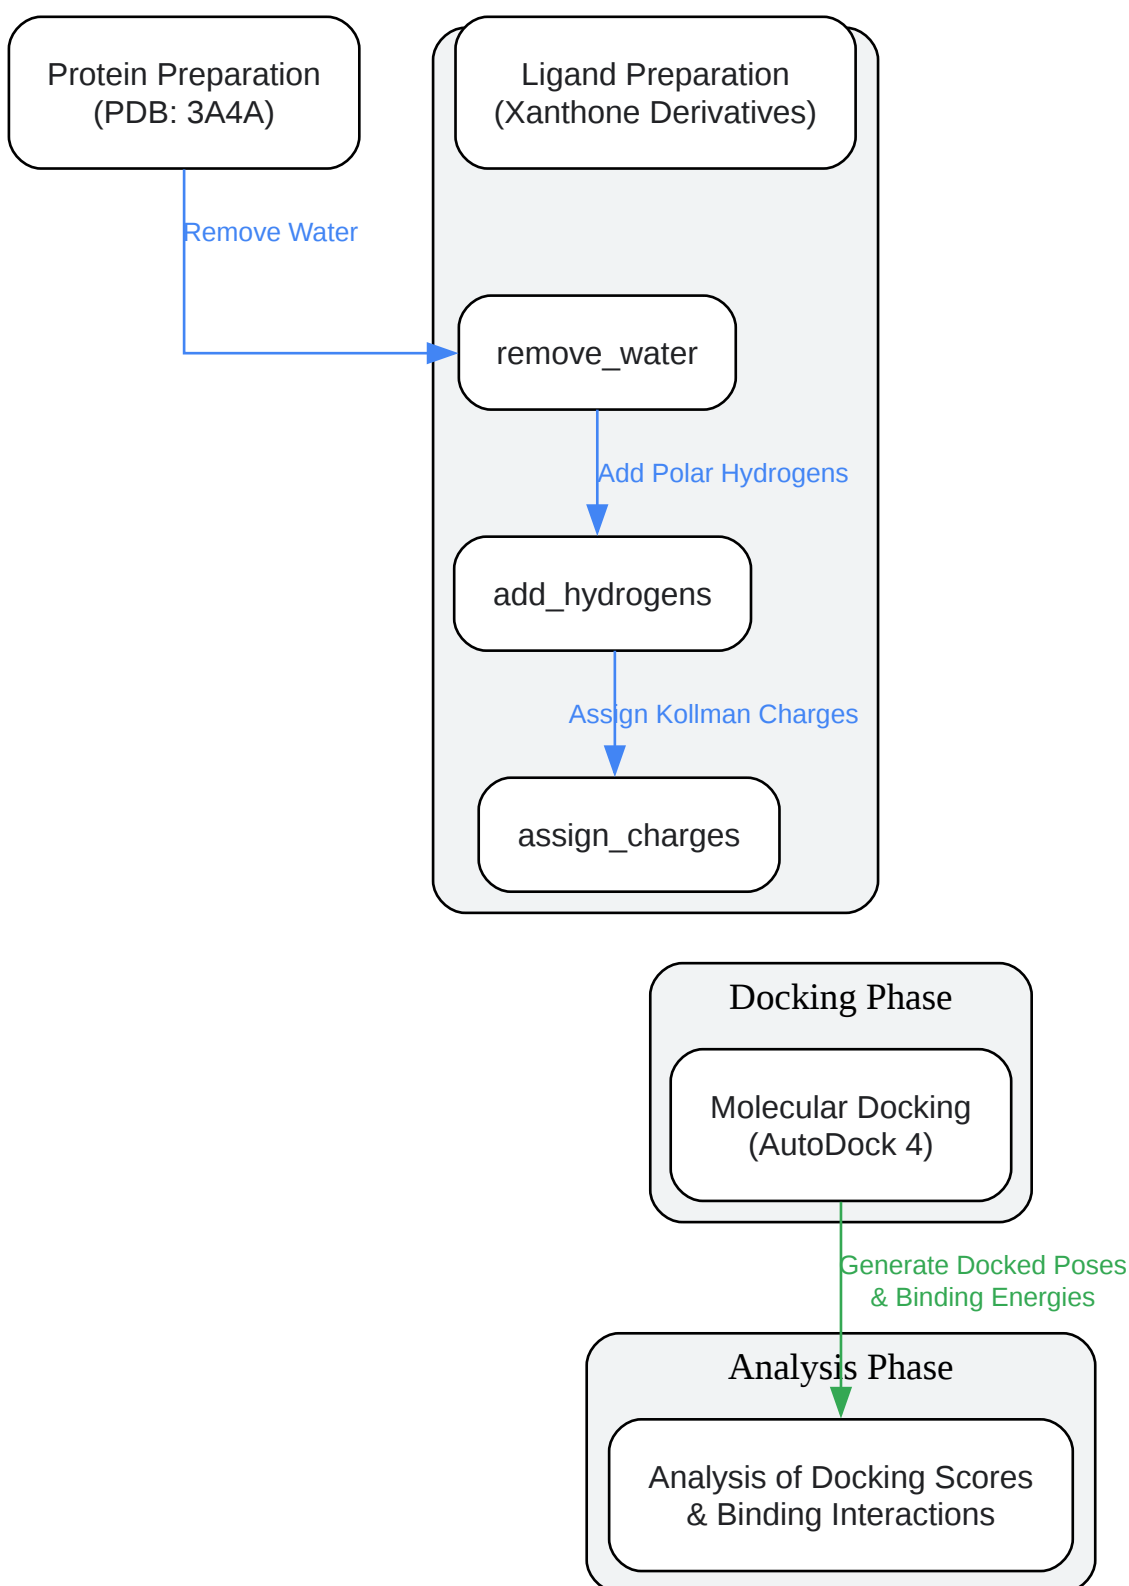 Protein Preparation
(PDB: 3A4A)
Ligand Preparation
(Xanthone Derivatives)
Remove Water
remove_water
Add Polar Hydrogens
add_hydrogens
Assign Kollman Charges
assign_charges
Docking Phase
Molecular Docking
(AutoDock 4)
Generate Docked Poses
& Binding Energies
Analysis Phase
Analysis of Docking Scores
& Binding Interactions